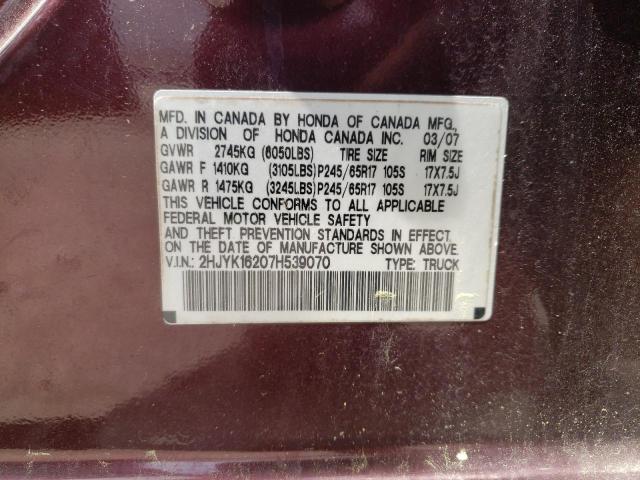 MFD. IN CANADA BY HONDA OF CANADA MFG.,
A DIVISION OF HONDA CANADA INC. 03/07
GVWR 2745KG (6050LBS) TIRE SIZE RIM SIZE
GAWR F 1410KG (3105LBS)P245/65R17 105S 17X7.5J
GAWR R 1475KG (3245LBS)P245/65R17 105S 17X7.5J
THIS VEHICLE CONFORMS TO ALL APPLICABLE
FEDERAL MOTOR VEHICLE SAFETY
AND THEFT PREVENTION STANDARDS IN EFFECT
ON THE DATE OF MANUFACTURE SHOWN ABOVE.
V.I.N.: 2HJYK16207H539070 TYPE: TRUCK